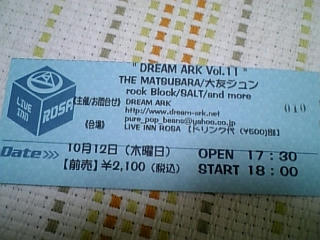 " DREAM ARK Vol.11 "
THE MATSUBARA/大友ジュン
rock Block/SALT/and more
《主催/お問合せ》 DREAM ARK
http://www.dream-ark.net
pure_pop_beans@yahoo.co.jp
《会場》 LIVE INN ROSA 【ドリンク代(¥500)別】
010
LIVE INN
ROSA
Date>>> 10月12日(木曜日) OPEN 17:30
【前売】¥2,100(税込) START 18:00